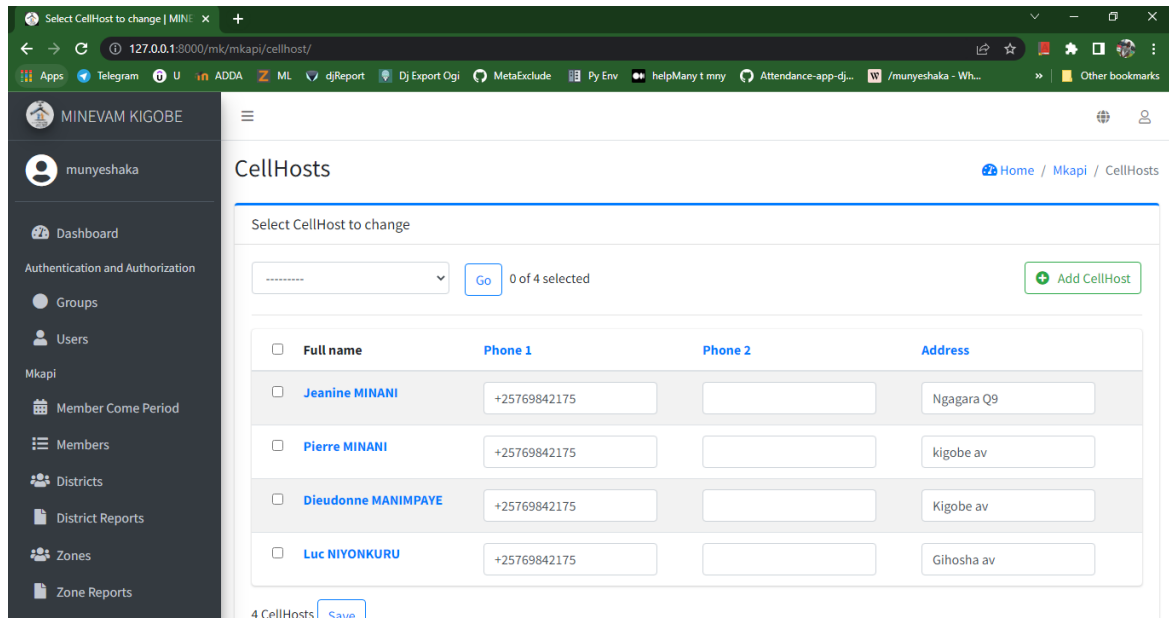 Select CellHost to change | MINE
127.0.0.1:8000/mk/mkapi/cellhost/
Apps Telegram U ADDA ML djReport Dj Export Ogi MetaExclude Py Env helpMany t mny Attendance-app-dj... /munyeshaka - Wh... » Other bookmarks
MINEVAM KIGOBE
munyeshaka
Dashboard
Authentication and Authorization
Groups
Users
Mkapi
Member Come Period
Members
Districts
District Reports
Zones
Zone Reports
CellHosts
Home / Mkapi / CellHosts
Select CellHost to change
---------
Go 0 of 4 selected
Add CellHost
Full name Phone 1 Phone 2 Address
Jeanine MINANI +25769842175 Ngagara Q9
Pierre MINANI +25769842175 kigobe av
Dieudonne MANIMPAYE +25769842175 Kigobe av
Luc NIYONKURU +25769842175 Gihosha av
4 CellHosts Save